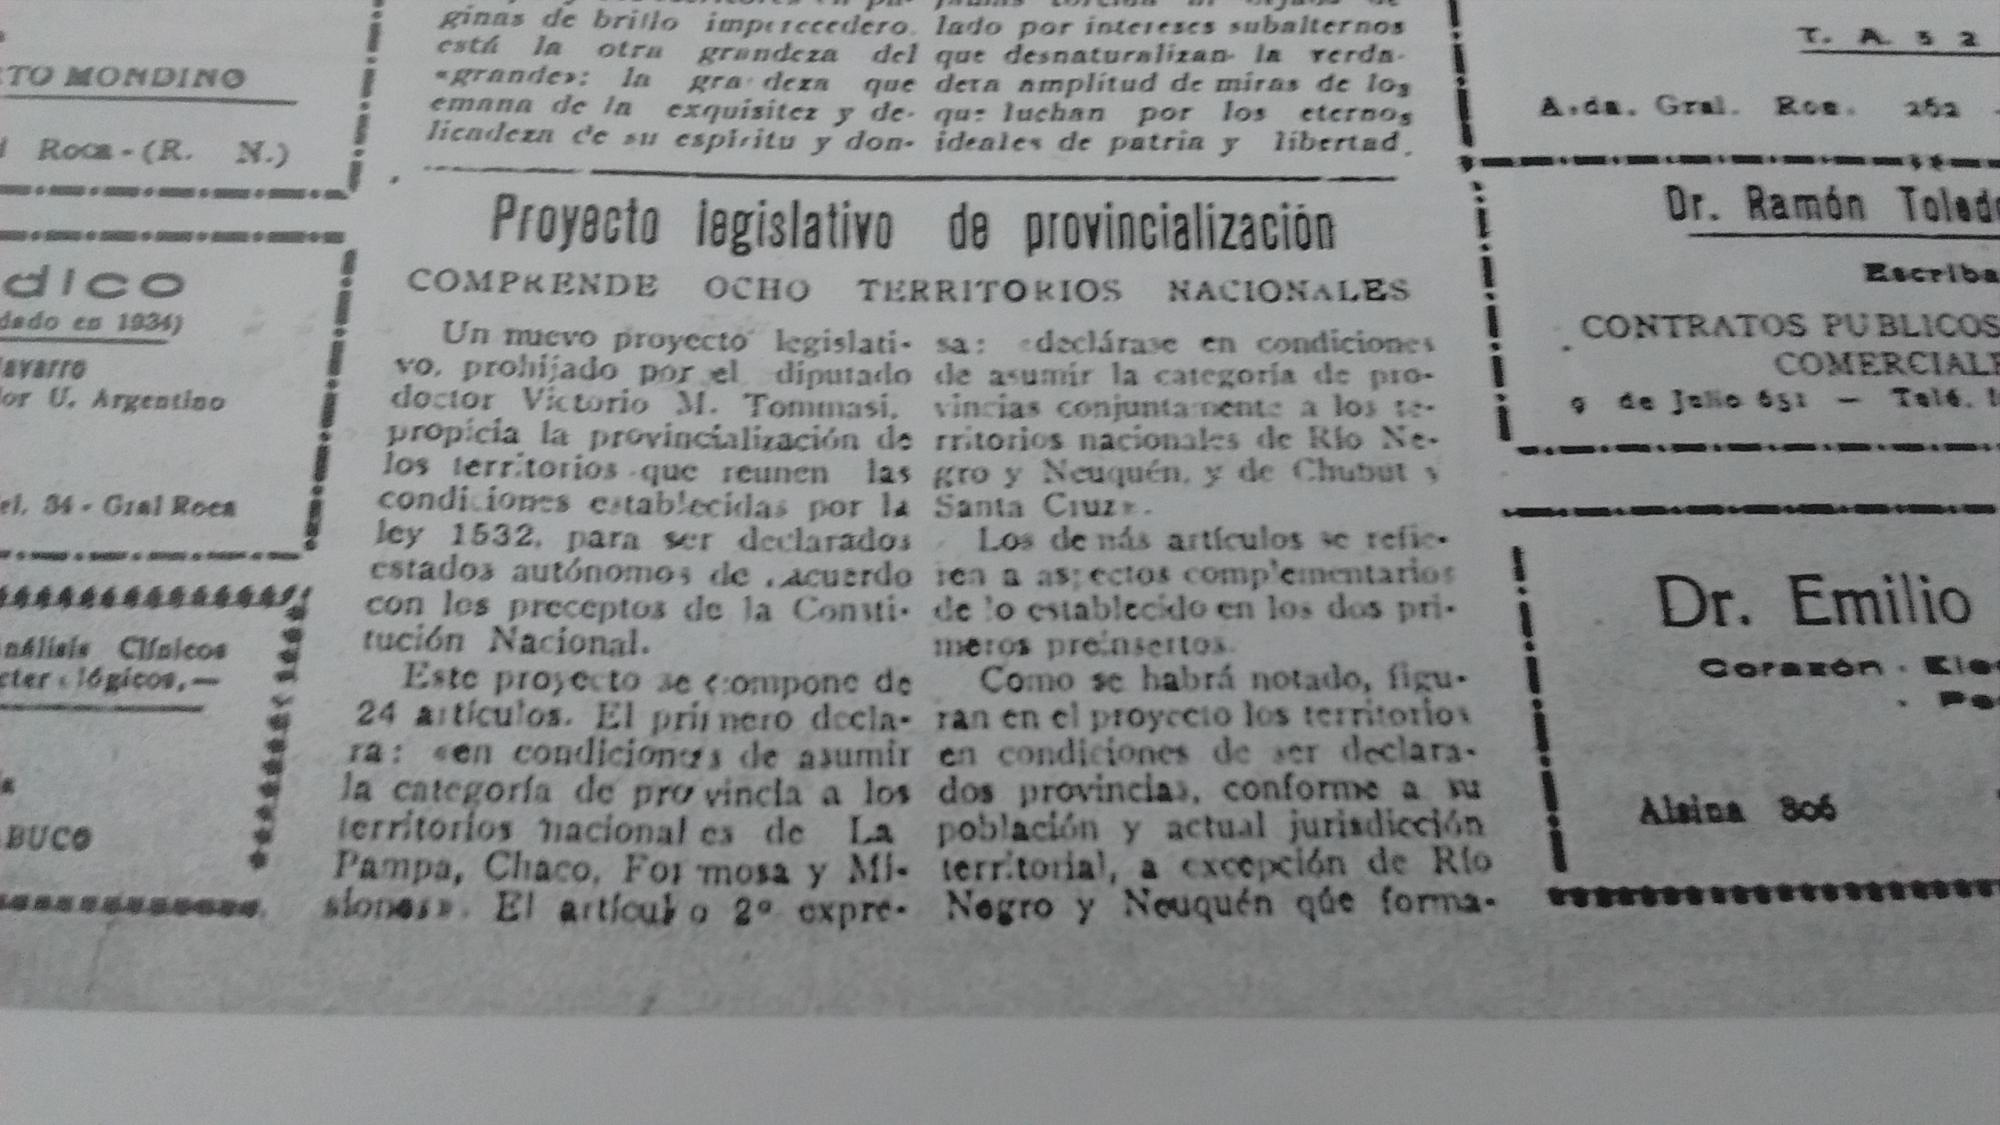 TO MONDINO
Roca - (R. N.)
dico
dado en 1934)
avarro
or U. Argentino
el. 34 - Gral Roca
nálisis Clínicos
BUCO
ginas de brillo imperecedero.
está la otra grandeza del
«grande»: la gra deza que
emana de la exquisitez y de-
licadeza de su espíritu y don-
lado por intereses subalternos
que desnaturalizan la verda-
dera amplitud de miras de los
que luchan por los eternos
ideales de patria y libertad.
Proyecto legislativo de provincialización
COMPRENDE OCHO TERRITORIOS NACIONALES
Un nuevo proyecto legislati-
vo, prohijado por el diputado
doctor Victorio M. Tommasi,
propicia la provincialización de
los territorios que reunen las
condiciones establecidas por la
ley 1532, para ser declarados
estados autónomos de acuerdo
con los preceptos de la Consti-
tución Nacional.
Este proyecto se compone de
24 artículos. El primero decla-
ra: «en condiciones de asumir
la categoría de provincia a los
territorios nacionales de La
Pampa, Chaco, Formosa y Mi-
siones». El artículo 2º expre-
sa: «declárase en condiciones
de asumir la categoría de pro-
vincias conjuntamente a los te-
rritorios nacionales de Río Ne-
gro y Neuquén, y de Chubut y
Santa Cruz».
Los demás artículos se refie-
ren a aspectos complementarios
de lo establecido en los dos pri-
meros preinsertos.
Como se habrá notado, figu-
ran en el proyecto los territorios
en condiciones de ser declara-
dos provincias, conforme a su
población y actual jurisdicción
territorial, a excepción de Río
Negro y Neuquén qúe forma-
T. A. 5 2
A.da. Gral. Roca. 262
Dr. Ramón Toled
Escriba
CONTRATOS PUBLICOS
COMERCIALE
9 de Julio 651 — Telé.
Dr. Emilio
Corazón - Ele
Alsina 806